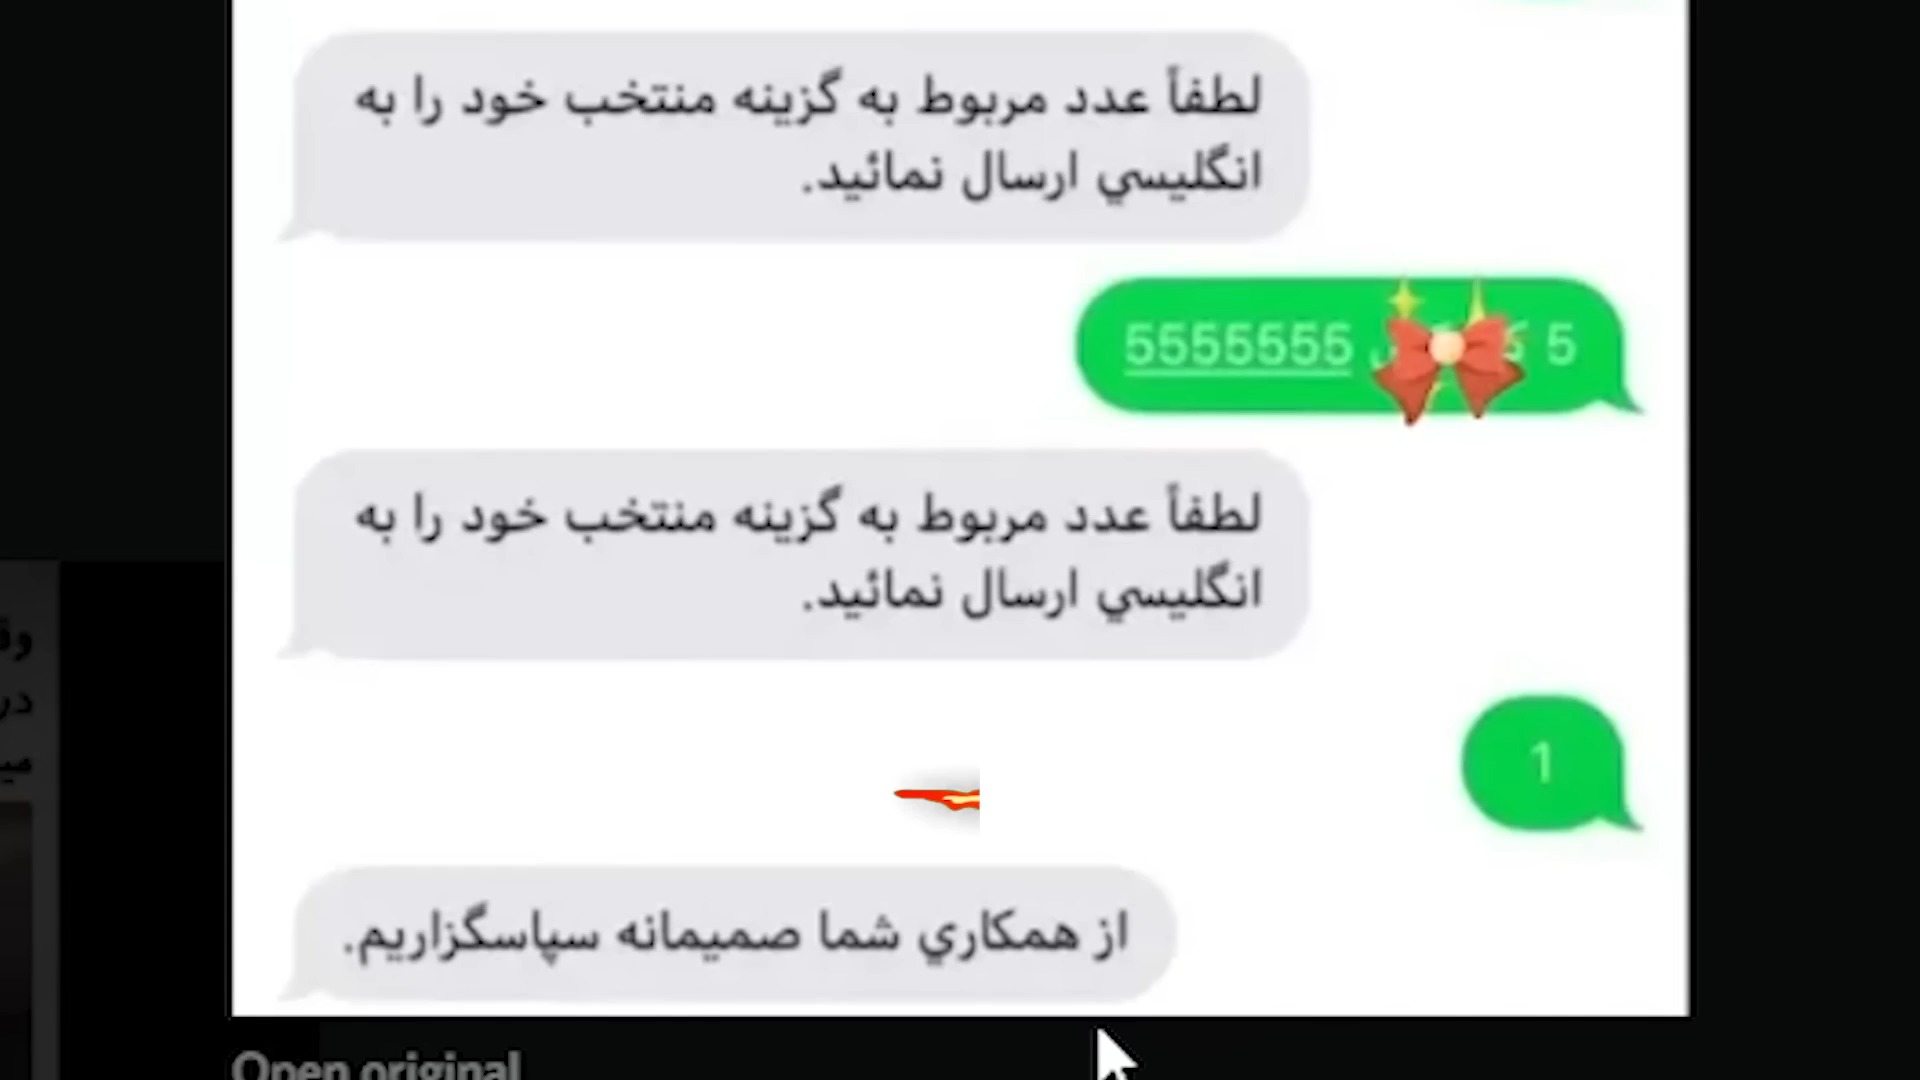 لطفاً عدد مربوط به گزینه منتخب خود را به
انگلیسي ارسال نمائید.
5 5555555
لطفاً عدد مربوط به گزینه منتخب خود را به
انگلیسي ارسال نمائید.
1
از همکاري شما صمیمانه سپاسگزاریم.
در
Open original